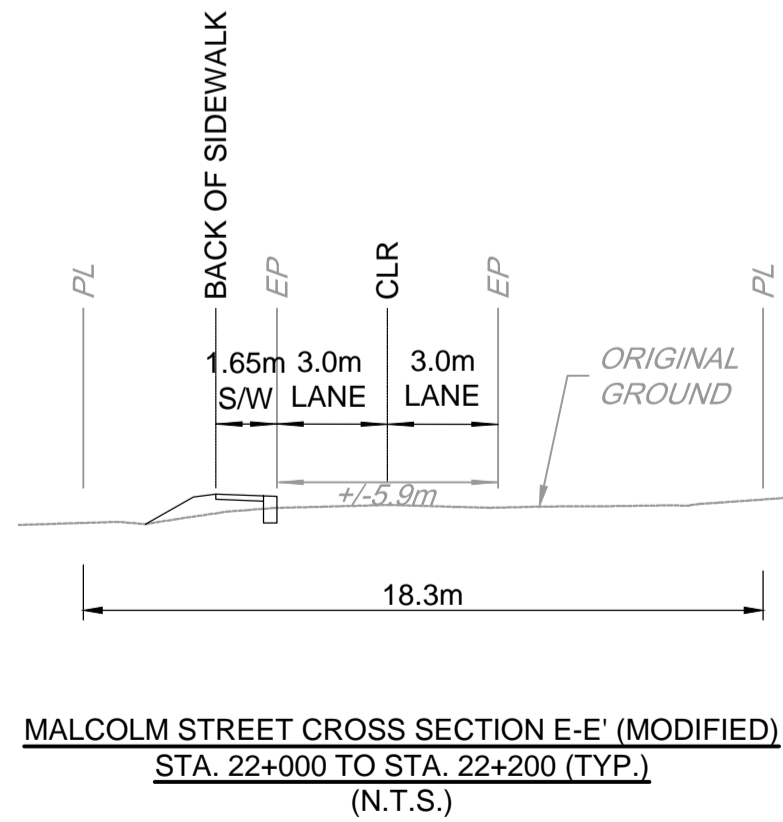 PL
BACK OF SIDEWALK
EP
CLR
EP
PL
1.65m
S/W
3.0m
LANE
3.0m
LANE
ORIGINAL
GROUND
+/-5.9m
18.3m
MALCOLM STREET CROSS SECTION E-E' (MODIFIED)
STA. 22+000 TO STA. 22+200 (TYP.)
(N.T.S.)